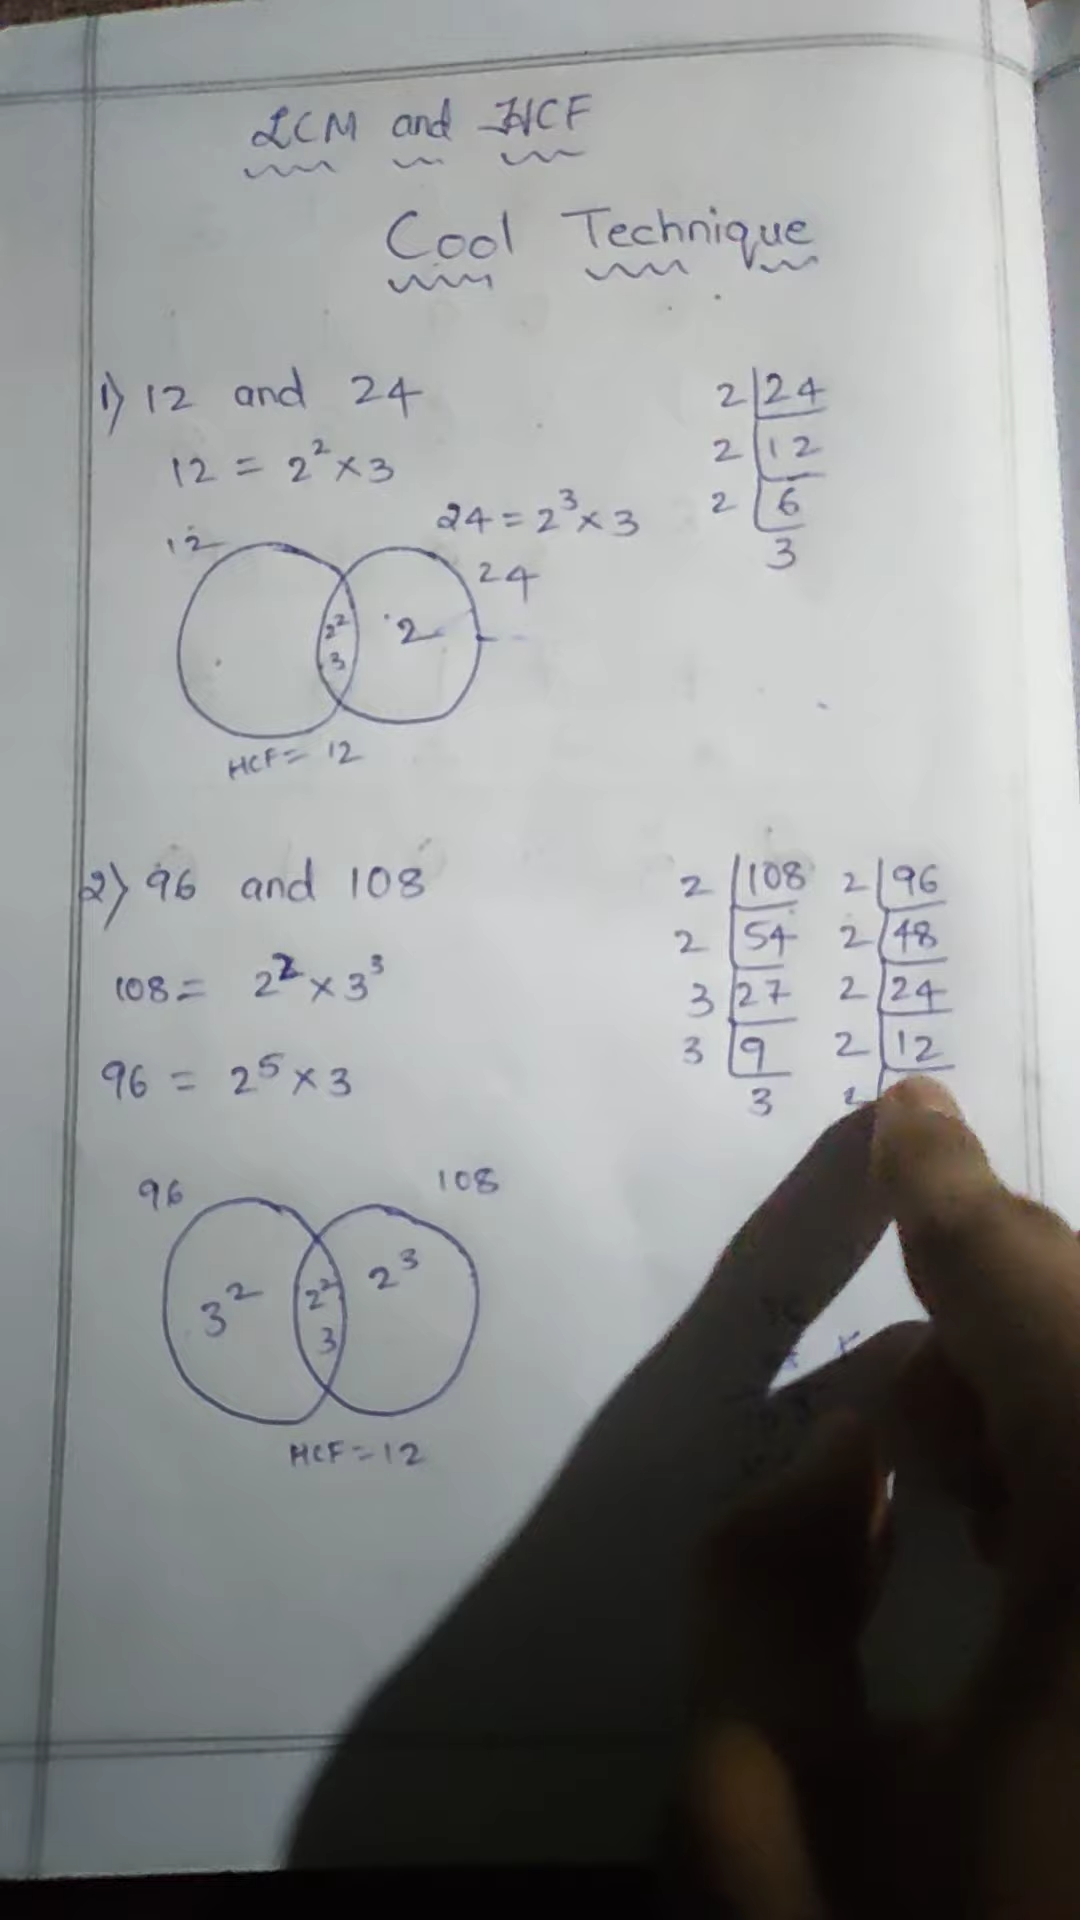 LCM and HCF
Cool Technique
1) 12 and 24
12 = 2² × 3
24 = 2³ × 3
2 | 24
2 | 12
2 | 6
3
12
24
2²
3
2
HCF = 12
2) 96 and 108
108 = 2² × 3³
96 = 2⁵ × 3
2 | 108
2 | 54
3 | 27
3 | 9
3
2 | 96
2 | 48
2 | 24
2 | 12
2
96
108
3²
2²
3
2³
HCF = 12